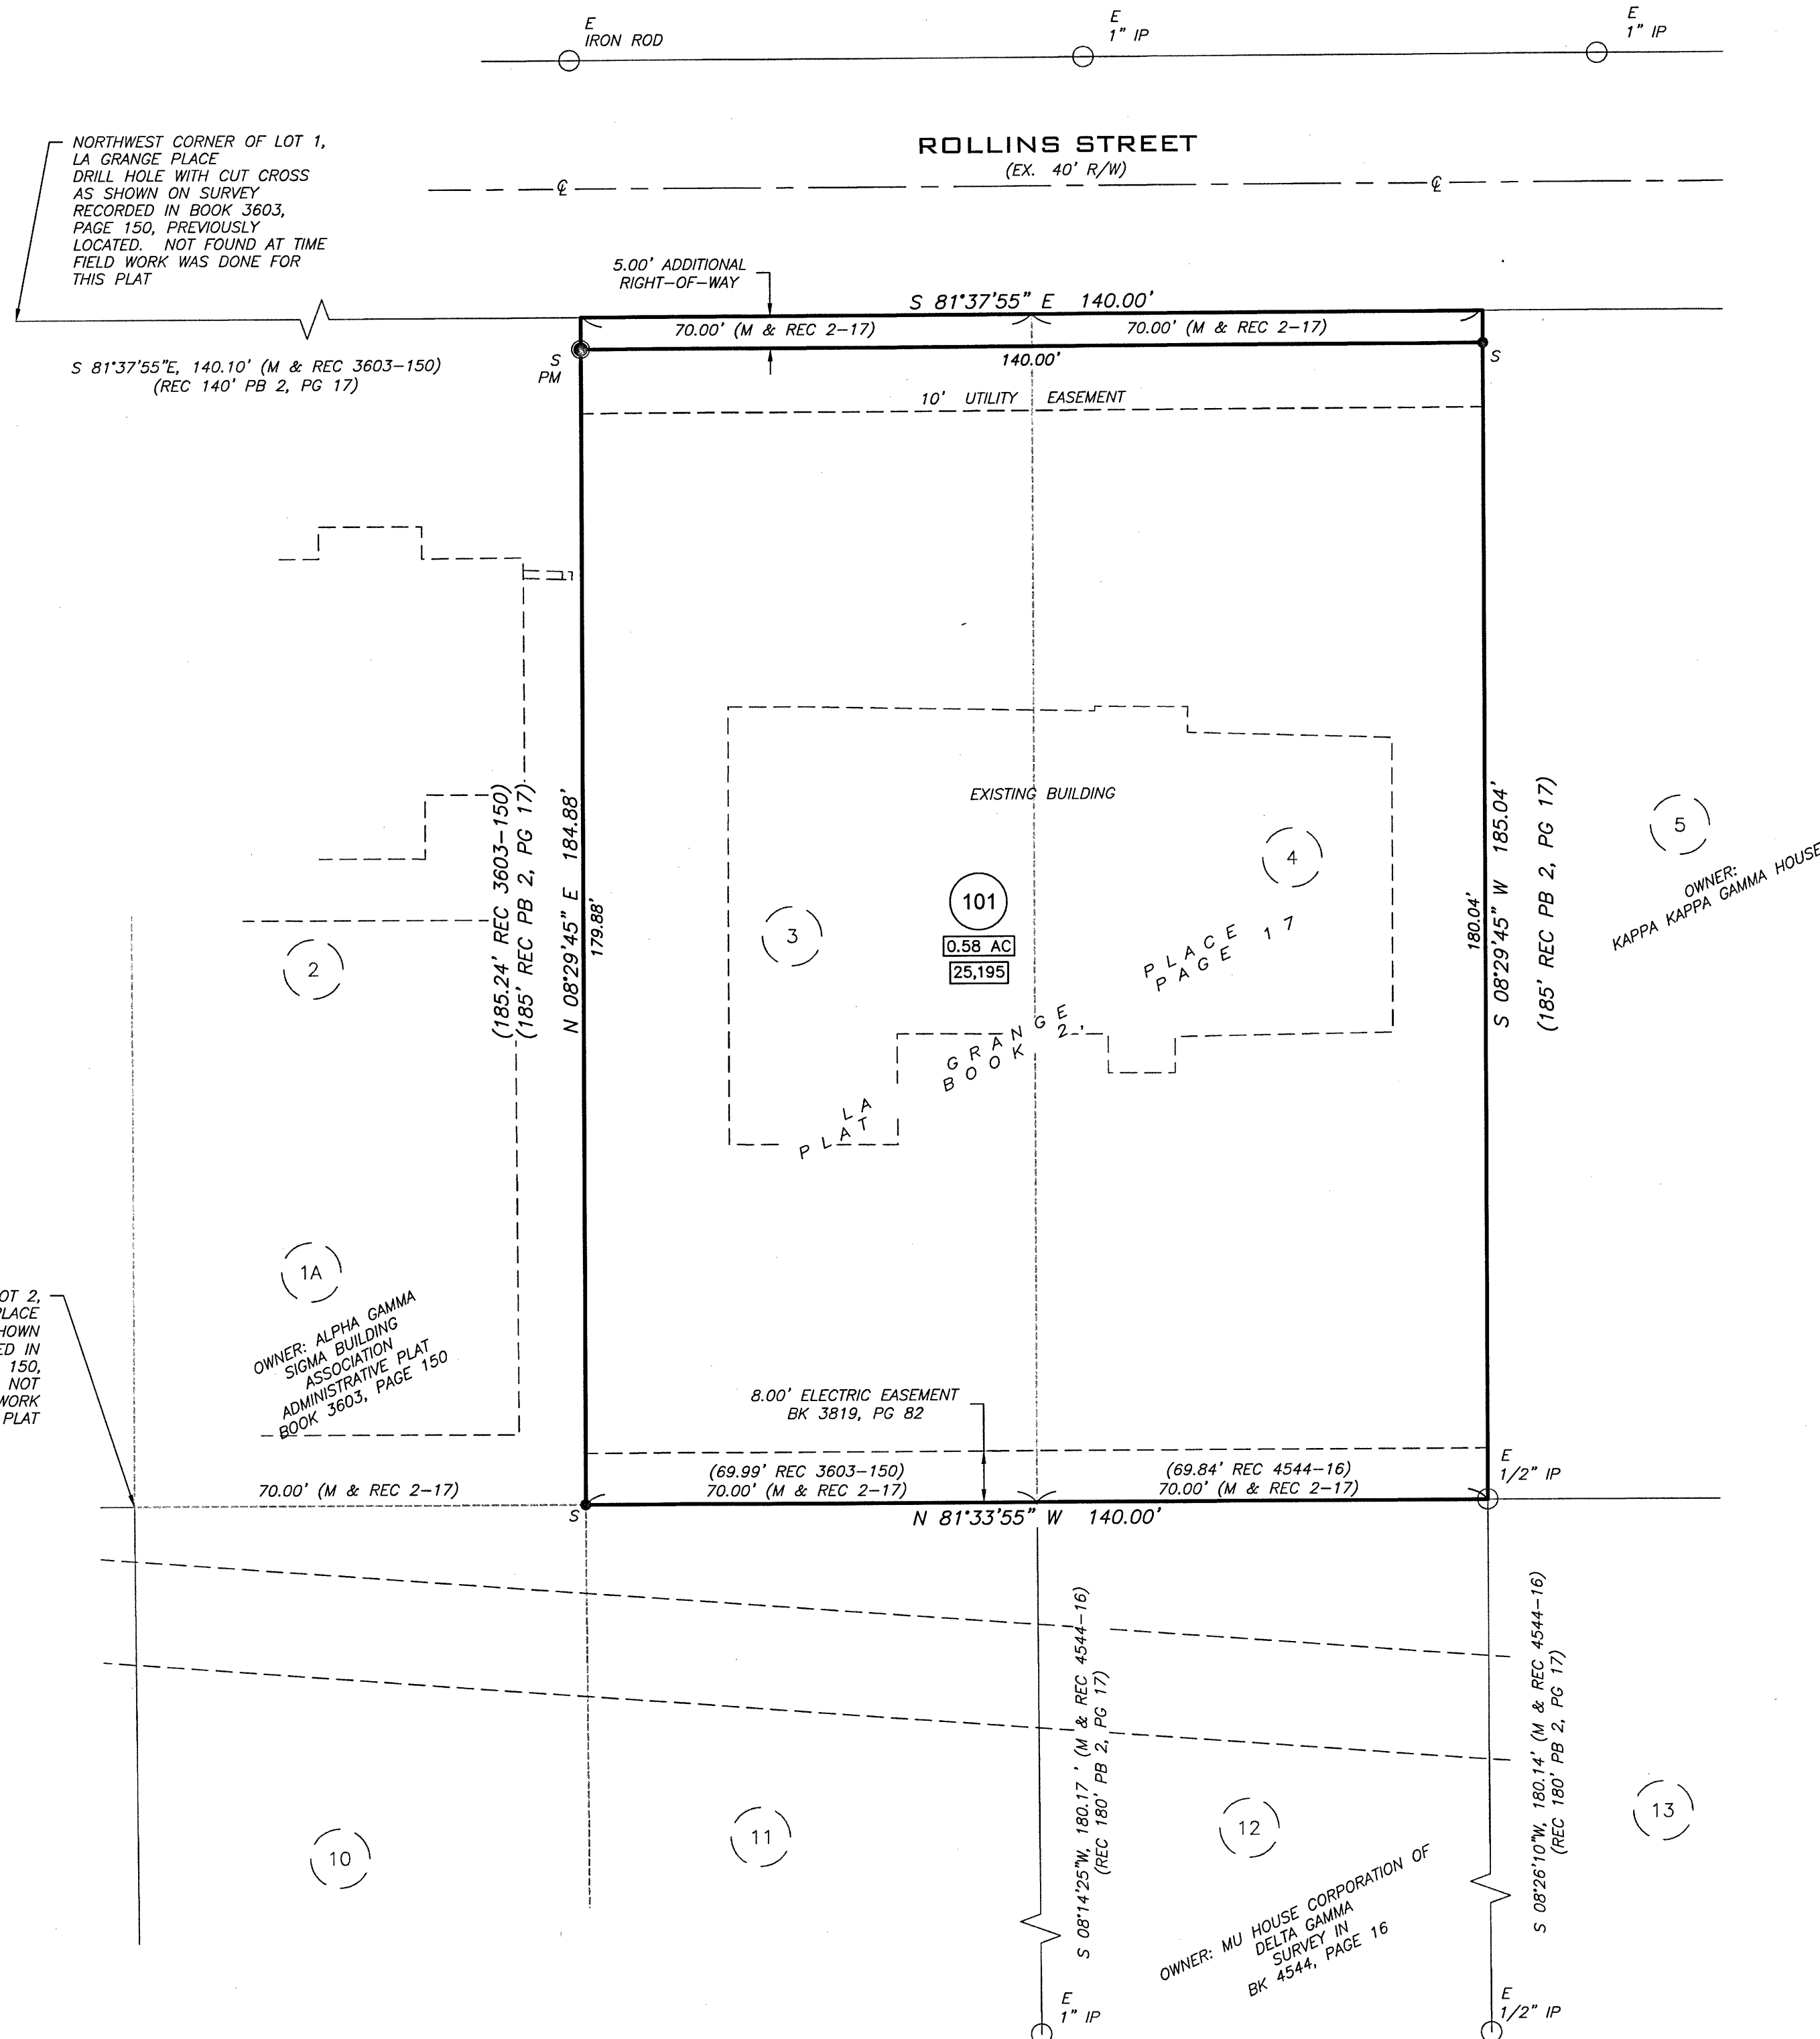 E
IRON ROD
E
1" IP
E
1" IP
NORTHWEST CORNER OF LOT 1,
LA GRANGE PLACE
DRILL HOLE WITH CUT CROSS
AS SHOWN ON SURVEY
RECORDED IN BOOK 3603,
PAGE 150, PREVIOUSLY
LOCATED. NOT FOUND AT TIME
FIELD WORK WAS DONE FOR
THIS PLAT
ROLLINS STREET
(EX. 40' R/W)
℄
℄
5.00' ADDITIONAL
RIGHT-OF-WAY
S 81°37'55" E 140.00'
70.00' (M & REC 2-17)
70.00' (M & REC 2-17)
S 81°37'55"E, 140.10' (M & REC 3603-150)
(REC 140' PB 2, PG 17)
S
PM
140.00'
S
10' UTILITY EASEMENT
(185.24' REC 3603-150)
(185' REC PB 2, PG 17)
N 08°29'45" E 184.88'
179.88'
EXISTING BUILDING
180.04'
S 08°29'45" W 185.04'
(185' REC PB 2, PG 17)
5
OWNER:
KAPPA KAPPA GAMMA HOUSE
4
101
0.58 AC
25,195
3
2
LA GRANGE PLACE
PLAT BOOK 2, PAGE 17
1A
OWNER: ALPHA GAMMA
SIGMA BUILDING
ASSOCIATION
ADMINISTRATIVE PLAT
BOOK 3603, PAGE 150
OT 2,
PLACE
HOWN
ED IN
150,
NOT
WORK
PLAT
8.00' ELECTRIC EASEMENT
BK 3819, PG 82
70.00' (M & REC 2-17)
(69.99' REC 3603-150)
70.00' (M & REC 2-17)
(69.84' REC 4544-16)
70.00' (M & REC 2-17)
E
1/2" IP
S
N 81°33'55" W 140.00'
S 08°14'25"W, 180.17 ' (M & REC 4544-16)
(REC 180' PB 2, PG 17)
S 08°26'10"W, 180.14' (M & REC 4544-16)
(REC 180' PB 2, PG 17)
10
11
12
13
OWNER: MU HOUSE CORPORATION OF
DELTA GAMMA
SURVEY IN
BK 4544, PAGE 16
E
1" IP
E
1/2" IP